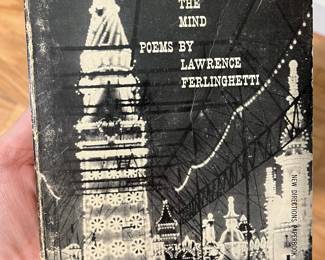 THE
MIND
POEMS BY
LAWRENCE
FERLINGHETTI
NEW DIRECTIONS PAPERBOOK